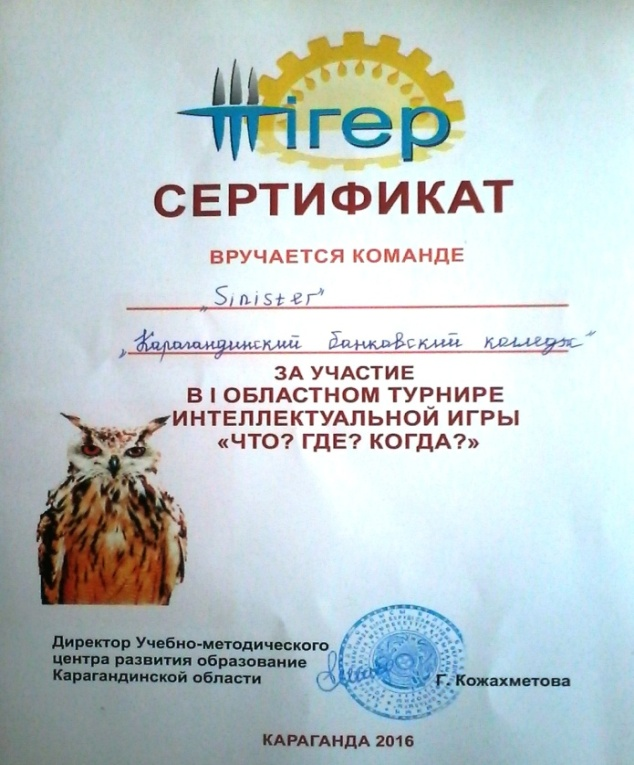 тігер
СЕРТИФИКАТ
ВРУЧАЕТСЯ КОМАНДЕ
„Sinister”
„Карагандинский банковский колледж”
ЗА УЧАСТИЕ
В I ОБЛАСТНОМ ТУРНИРЕ
ИНТЕЛЛЕКТУАЛЬНОЙ ИГРЫ
«ЧТО? ГДЕ? КОГДА?»
Директор Учебно-методического
центра развития образование
Карагандинской области
Г. Кожахметова
КАРАГАНДА 2016